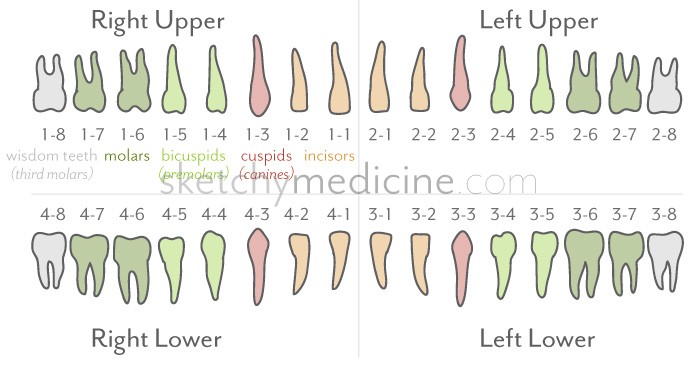 Right Upper Left Upper
1-8 1-7 1-6 1-5 1-4 1-3 1-2 1-1 2-1 2-2 2-3 2-4 2-5 2-6 2-7 2-8
wisdom teeth molars bicuspids cuspids incisors
(third molars) (premolars) (canines)
sketchymedicine.com
4-8 4-7 4-6 4-5 4-4 4-3 4-2 4-1 3-1 3-2 3-3 3-4 3-5 3-6 3-7 3-8
Right Lower Left Lower